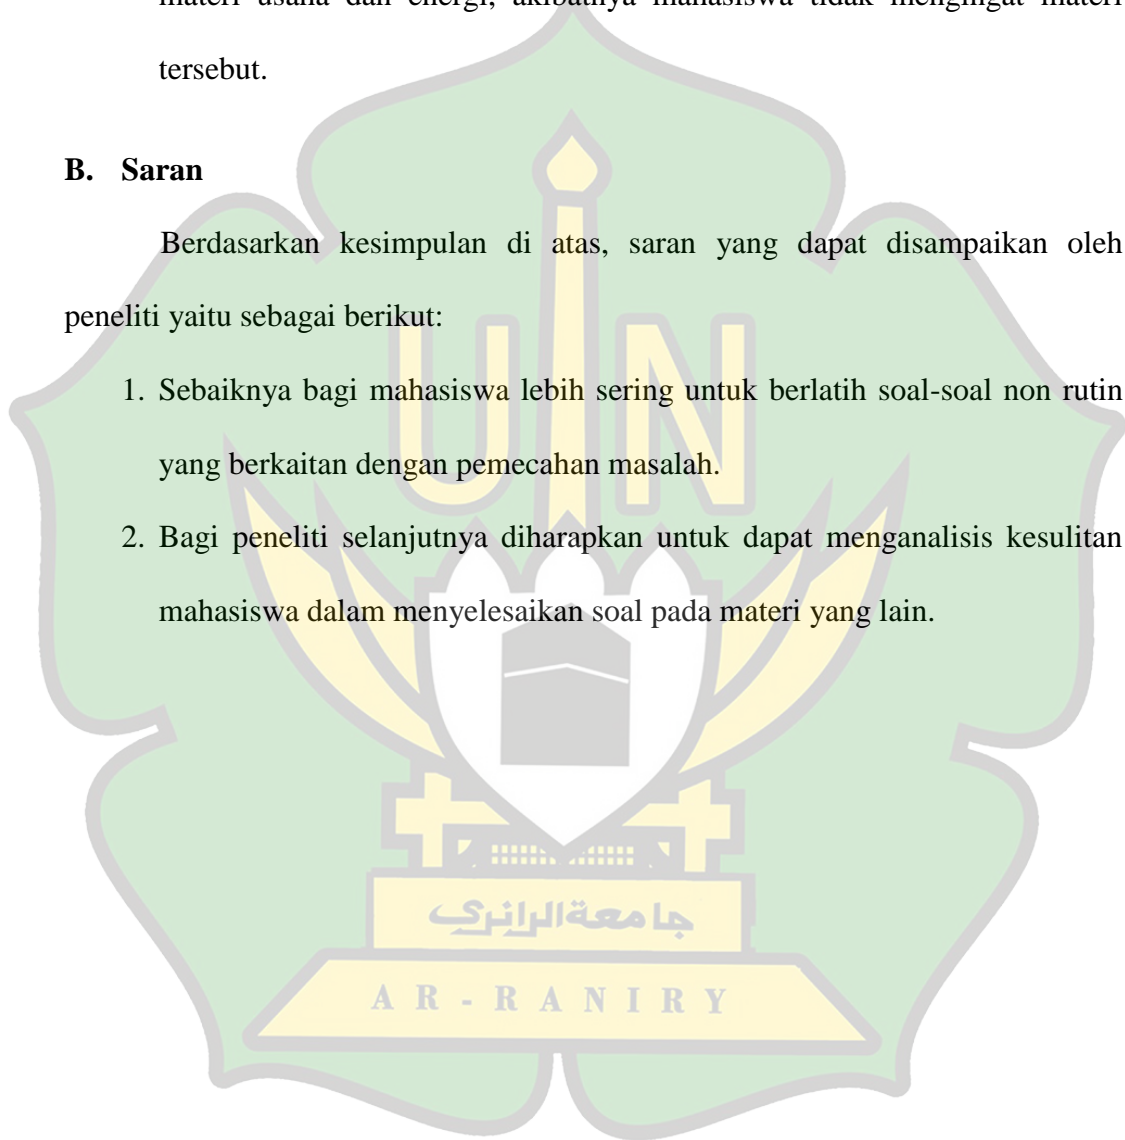 materi usaha dan energi, akibatnya mahasiswa tidak mengingat materi
tersebut.
B. Saran
Berdasarkan kesimpulan di atas, saran yang dapat disampaikan oleh
peneliti yaitu sebagai berikut:
1. Sebaiknya bagi mahasiswa lebih sering untuk berlatih soal-soal non rutin
yang berkaitan dengan pemecahan masalah.
2. Bagi peneliti selanjutnya diharapkan untuk dapat menganalisis kesulitan
mahasiswa dalam menyelesaikan soal pada materi yang lain.
UIN
جامعة الرانري
AR-RANIRY